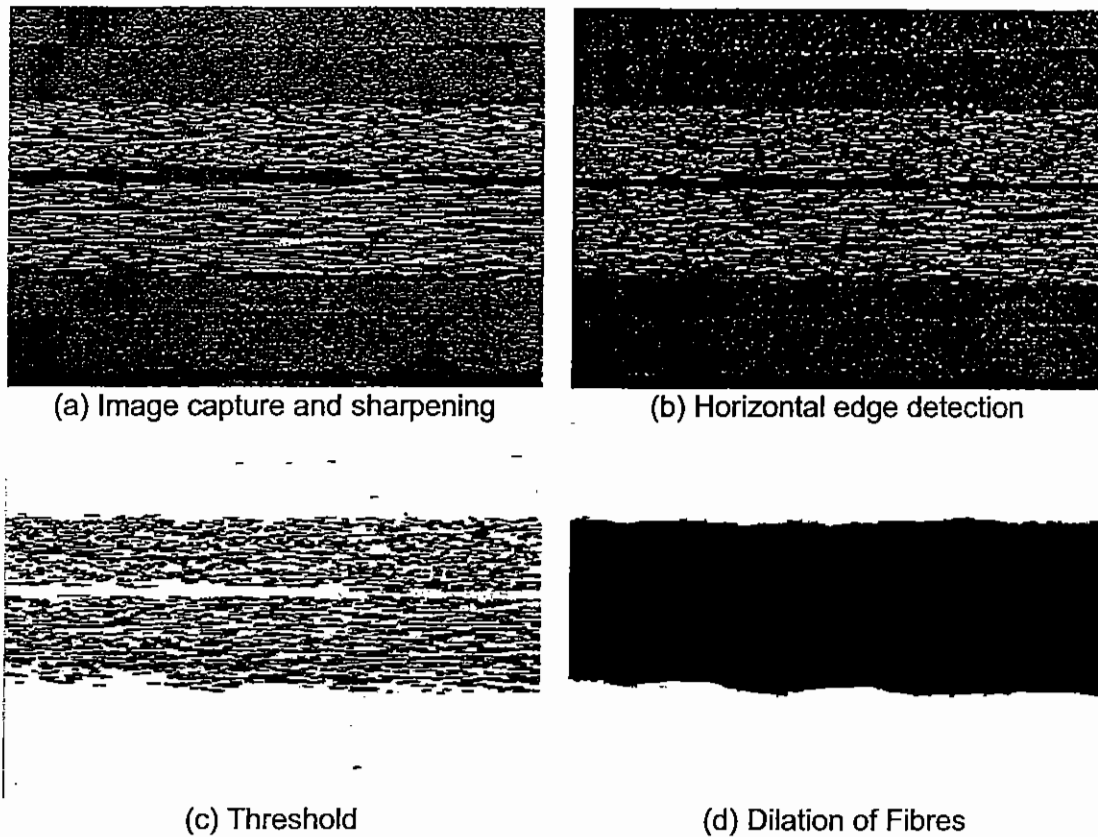 (a) Image capture and sharpening
(b) Horizontal edge detection
(c) Threshold
(d) Dilation of Fibres